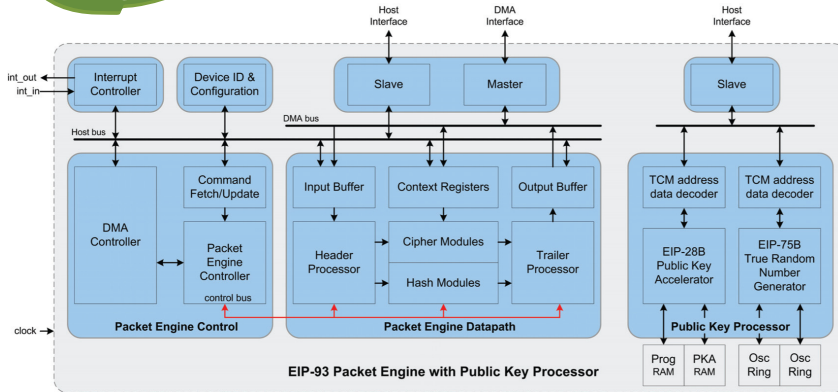 Host
Interface
DMA
Interface
Host
Interface
int_out
int_in
Interrupt
Controller
Device ID &
Configuration
Slave
Master
Slave
DMA bus
Host bus
DMA
Controller
Command
Fetch/Update
Packet
Engine
Controller
control bus
Packet Engine Control
Input Buffer
Context Registers
Output Buffer
Header
Processor
Cipher Modules
Hash Modules
Trailer
Processor
Packet Engine Datapath
TCM address
data decoder
TCM address
data decoder
EIP-28B
Public Key
Accelerator
EIP-75B
True Random
Number
Generator
Public Key Processor
clock
Prog
RAM
PKA
RAM
Osc
Ring
Osc
Ring
EIP-93 Packet Engine with Public Key Processor